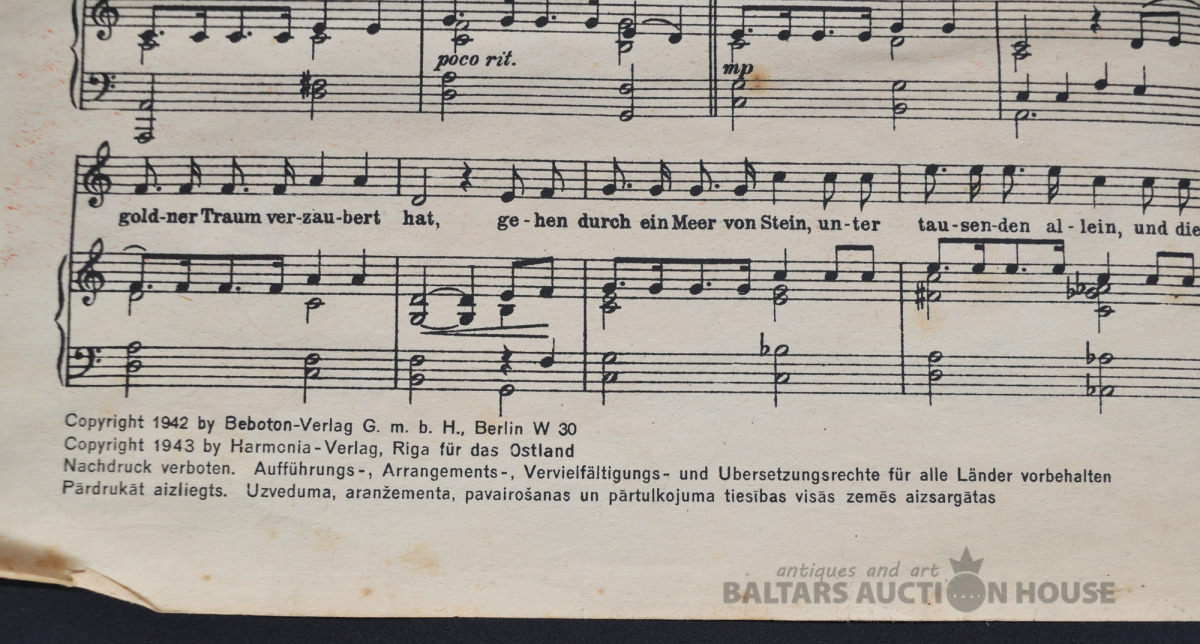 poco rit.
mp
gold-ner Traum ver-zau-bert hat, ge-hen durch ein Meer von Stein, un-ter tau-sen-den al-lein, und die
Copyright 1942 by Beboton-Verlag G. m. b. H., Berlin W 30
Copyright 1943 by Harmonia-Verlag, Riga für das Ostland
Nachdruck verboten. Aufführungs-, Arrangements-, Vervielfältigungs- und Ubersetzungsrechte für alle Länder vorbehalten
Pārdrukāt aizliegts. Uzveduma, aranžementa, pavairošanas un pārtulkojuma tiesības visās zemēs aizsargātas
antiques and art
BALTARS AUCTION HOUSE